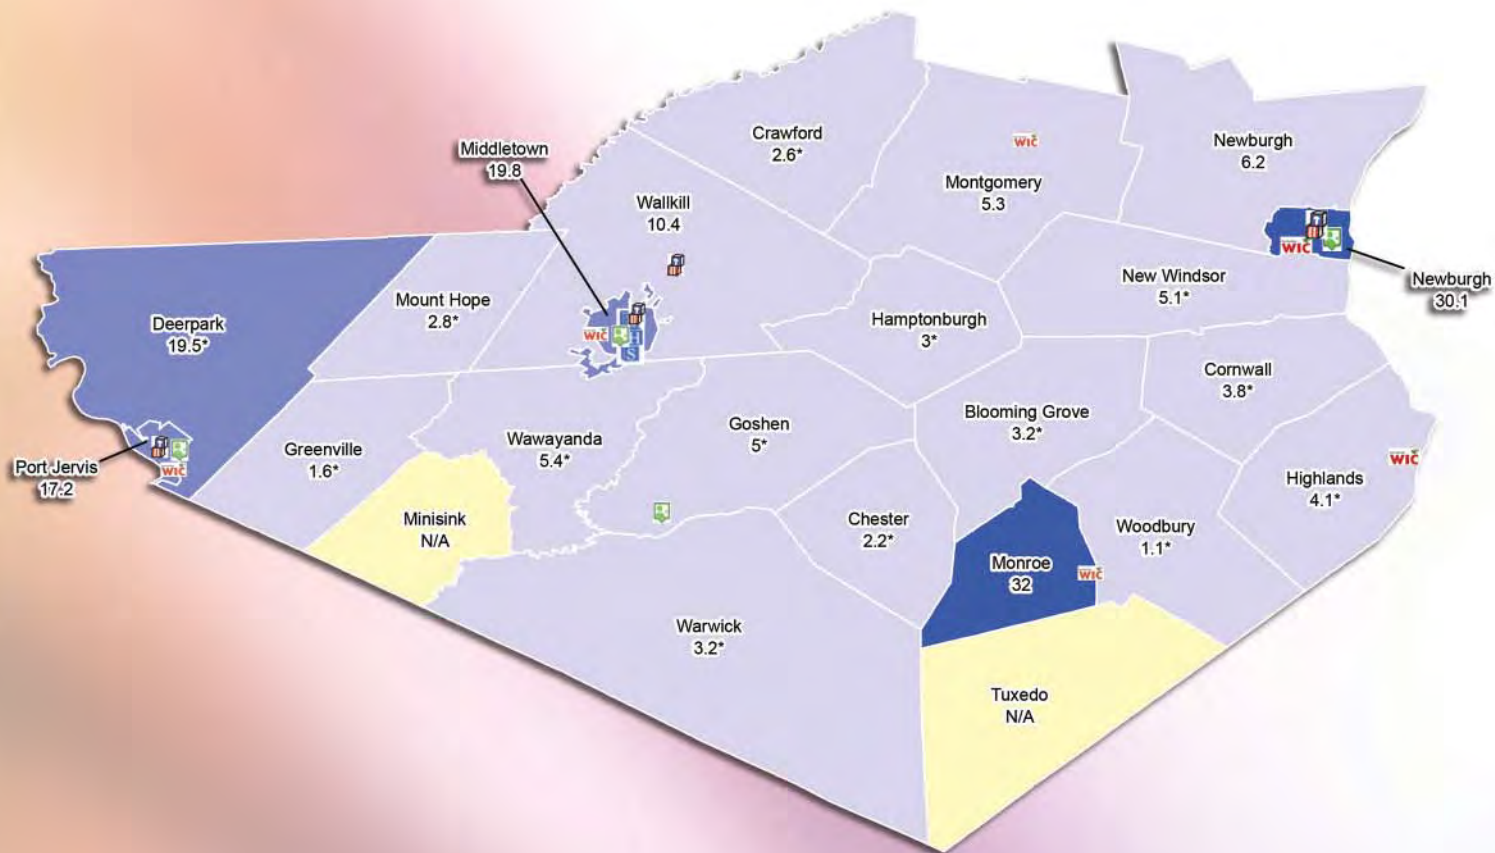 Crawford
2.6*
WIC
Newburgh
6.2
Middletown
19.8
Montgomery
5.3
Wallkill
10.4
WIC
Newburgh
30.1
New Windsor
5.1*
Mount Hope
2.8*
Deerpark
19.5*
Hamptonburgh
3*
WIC
H
S
Cornwall
3.8*
Blooming Grove
3.2*
Goshen
5*
Wawayanda
5.4*
Greenville
1.6*
Port Jervis
17.2
WIC
WIC
Highlands
4.1*
Minisink
N/A
Chester
2.2*
Woodbury
1.1*
Monroe
32
WIC
Warwick
3.2*
Tuxedo
N/A